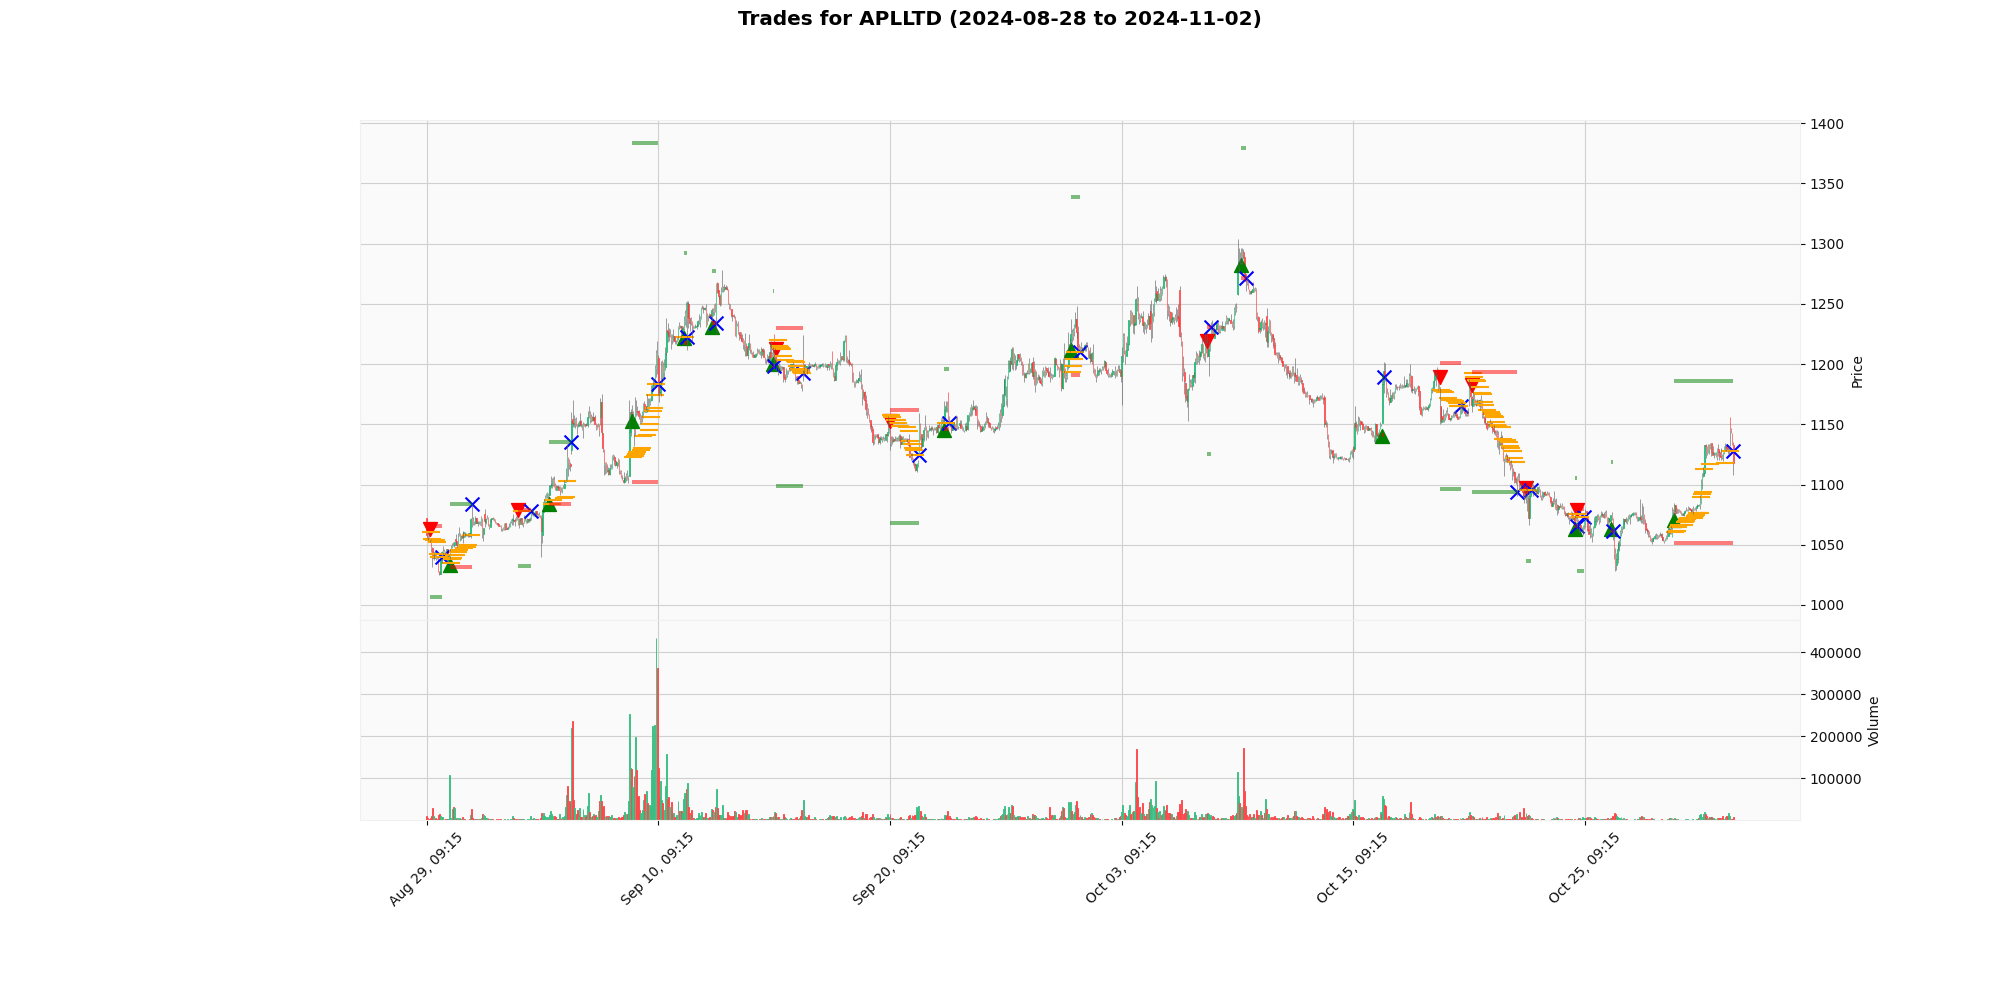 Trades for APLLTD (2024-08-28 to 2024-11-02)
1400
1350
1300
1250
1200
1150
1100
1050
1000
Price
400000
300000
200000
100000
Volume
Aug 29, 09:15
Sep 10, 09:15
Sep 20, 09:15
Oct 03, 09:15
Oct 15, 09:15
Oct 25, 09:15